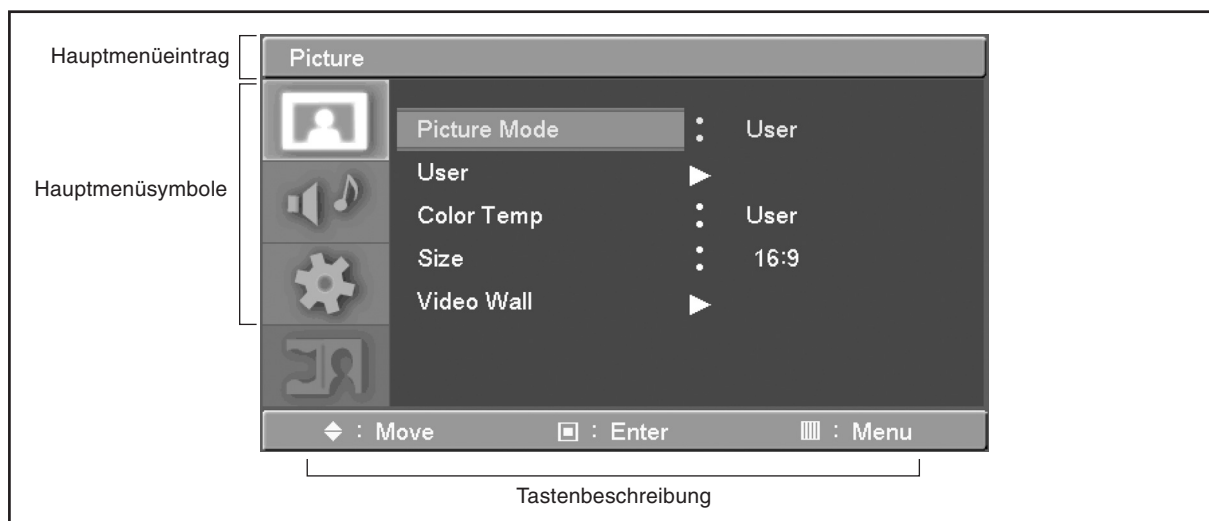 Hauptmenüeintrag
Picture
Hauptmenüsymbole
Picture Mode : User
User
Color Temp : User
Size : 16:9
Video Wall
: Move : Enter : Menu
Tastenbeschreibung